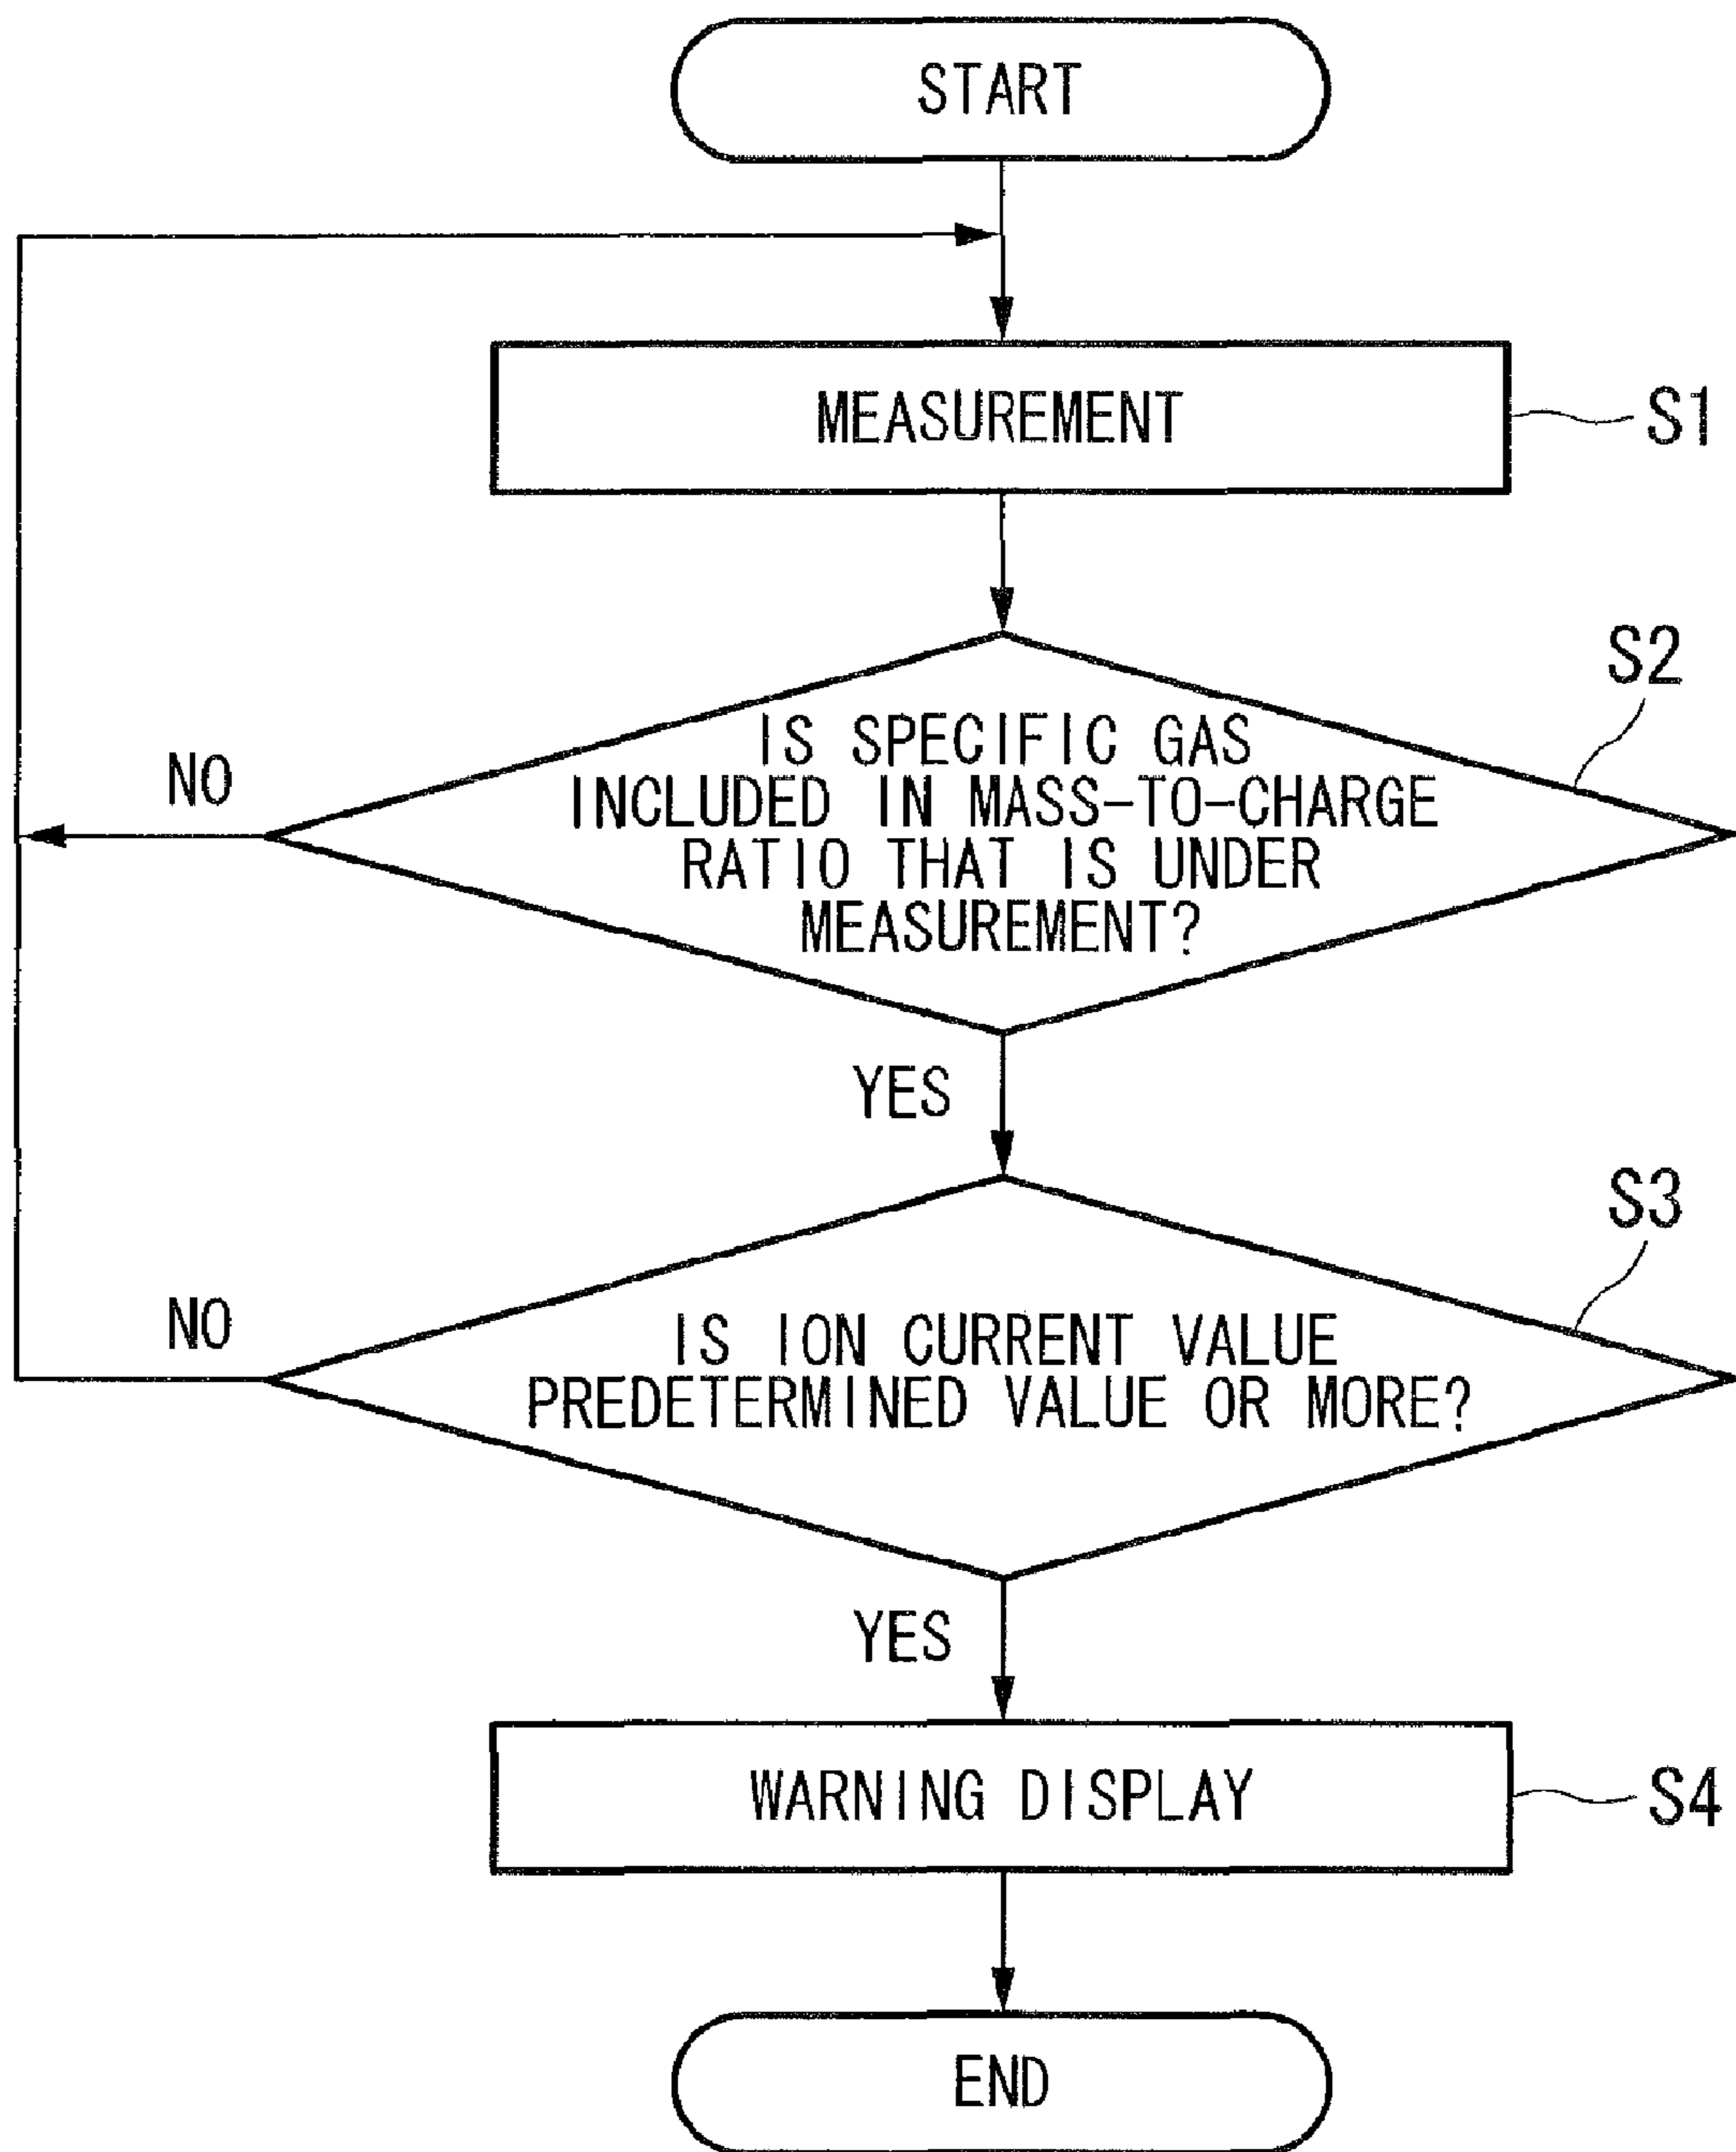 START
MEASUREMENT
S1
S2
IS SPECIFIC GAS
INCLUDED IN MASS-TO-CHARGE
RATIO THAT IS UNDER
MEASUREMENT?
NO
YES
S3
IS ION CURRENT VALUE
PREDETERMINED VALUE OR MORE?
NO
YES
WARNING DISPLAY
S4
END